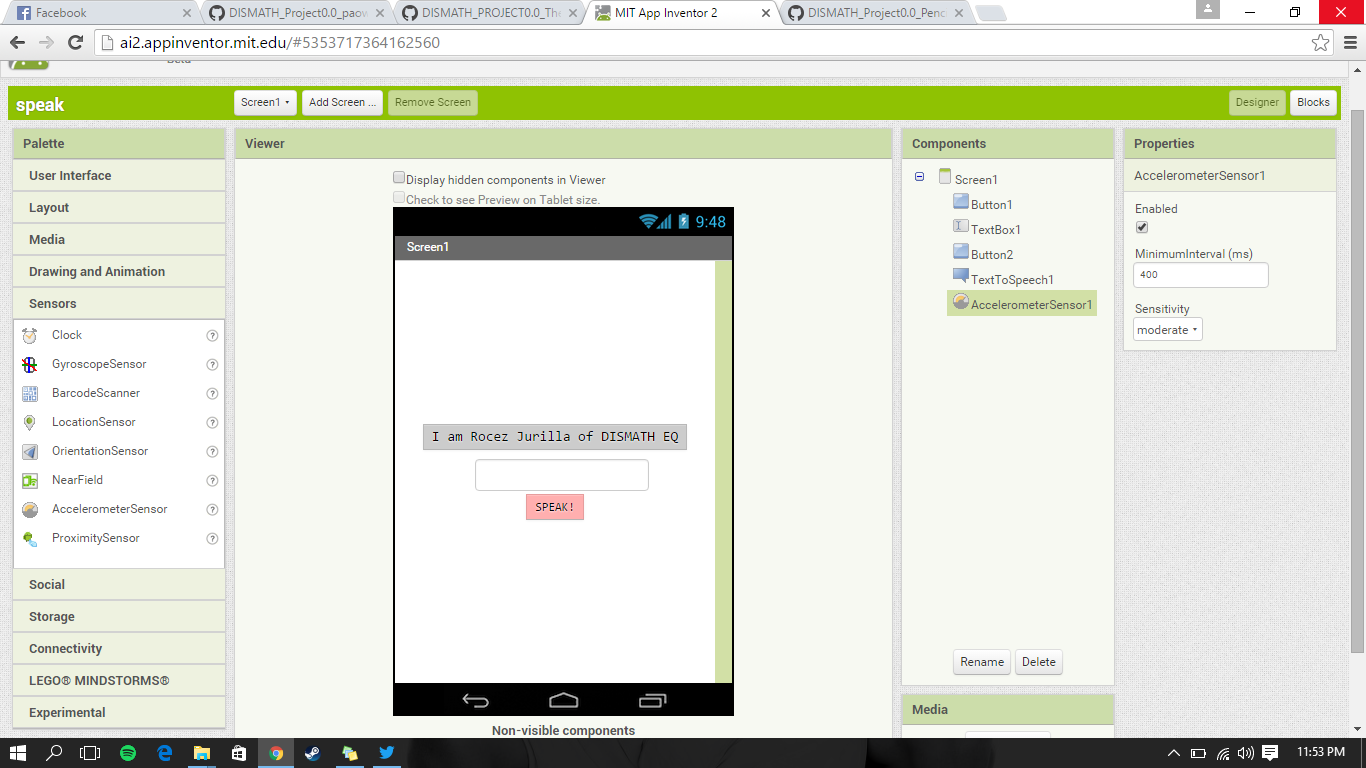 Facebook
DISMATH_Project0.0_paow
DISMATH_PROJECT0.0_The
MIT App Inventor 2
DISMATH_Project0.0_Penc
ai2.appinventor.mit.edu/#5353717364162560
Beta
speak
Screen1
Add Screen ...
Remove Screen
Designer
Blocks
Palette
User Interface
Layout
Media
Drawing and Animation
Sensors
Clock
GyroscopeSensor
BarcodeScanner
LocationSensor
OrientationSensor
NearField
AccelerometerSensor
ProximitySensor
Social
Storage
Connectivity
LEGO® MINDSTORMS®
Experimental
Viewer
Display hidden components in Viewer
Check to see Preview on Tablet size.
9:48
Screen1
I am Rocez Jurilla of DISMATH EQ
SPEAK!
Non-visible components
Components
Screen1
Button1
TextBox1
Button2
TextToSpeech1
AccelerometerSensor1
Rename
Delete
Media
Properties
AccelerometerSensor1
Enabled
MinimumInterval (ms)
400
Sensitivity
moderate
11:53 PM